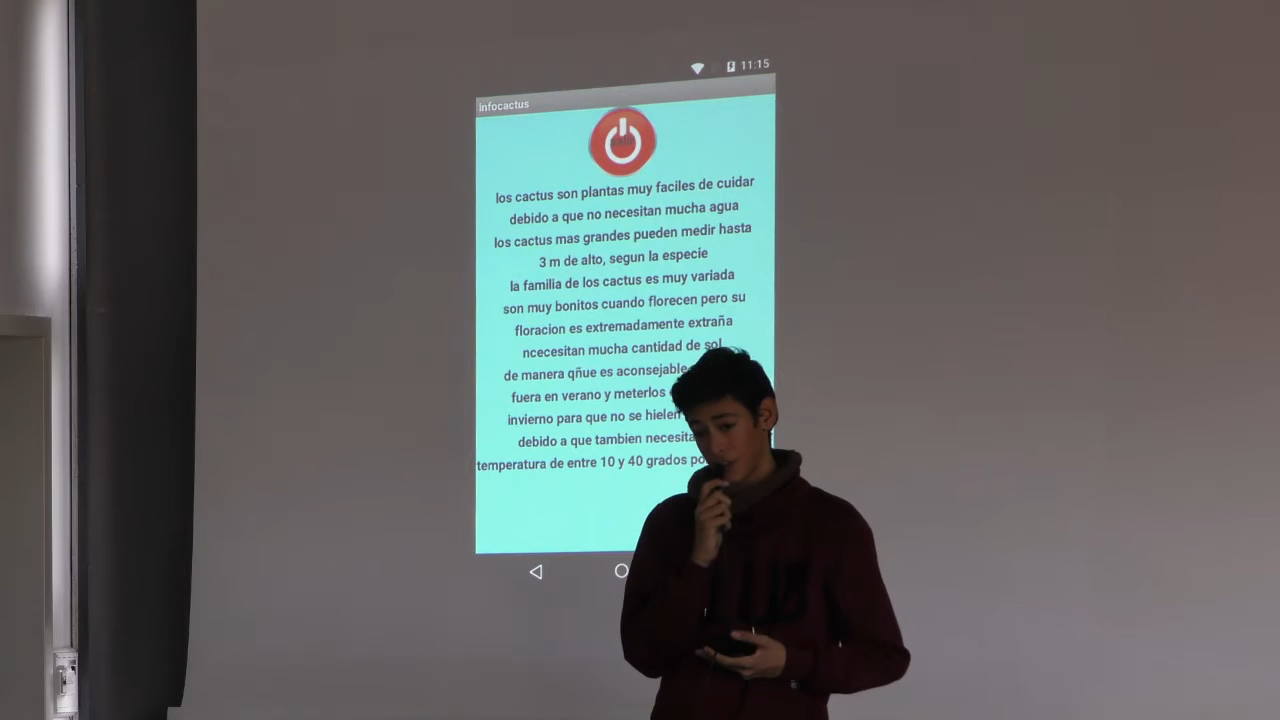 11:15
infocactus
los cactus son plantas muy faciles de cuidar
debido a que no necesitan mucha agua
los cactus mas grandes pueden medir hasta
3 m de alto, segun la especie
la familia de los cactus es muy variada
son muy bonitos cuando florecen pero su
floracion es extremadamente extraña
ncecesitan mucha cantidad de sol
de manera qñue es aconsejable
fuera en verano y meterlos
invierno para que no se hielen
debido a que tambien
temperatura de entre 10 y 40 grados